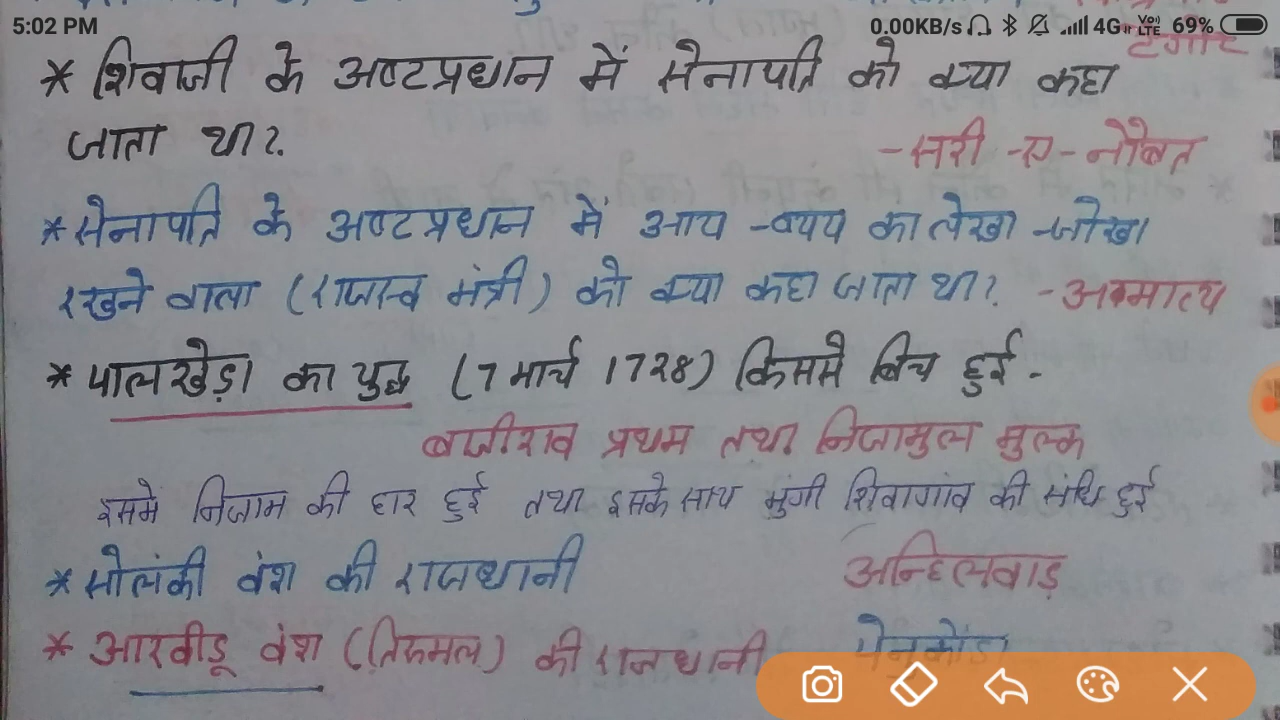 5:02 PM 0.00KB/s 4G VoLTE 69%
टैगोर
* शिवाजी के अष्टप्रधान में सेनापति को क्या कहा
जाता था?
- सरी -ए- नौबत
* सेनापति के अष्टप्रधान में आय -व्यय का लेखा -जोखा
रखने वाला (राजस्व मंत्री) को क्या कहा जाता था? - अमात्य
* पालखेड़ा का युद्ध (7 मार्च 1728) किसमे बिच हुई -
बाजीराव प्रथम तथा निजामुल मुल्क
इसमे निजाम की हार हुई तथा इसके साथ मुंगी शिवागांव की संधि हुई
* सोलंकी वंश की राजधानी अन्हिलवाड़
* आरवीडू वंश (तिरुमल) की राजधानी पेनुकोंडा